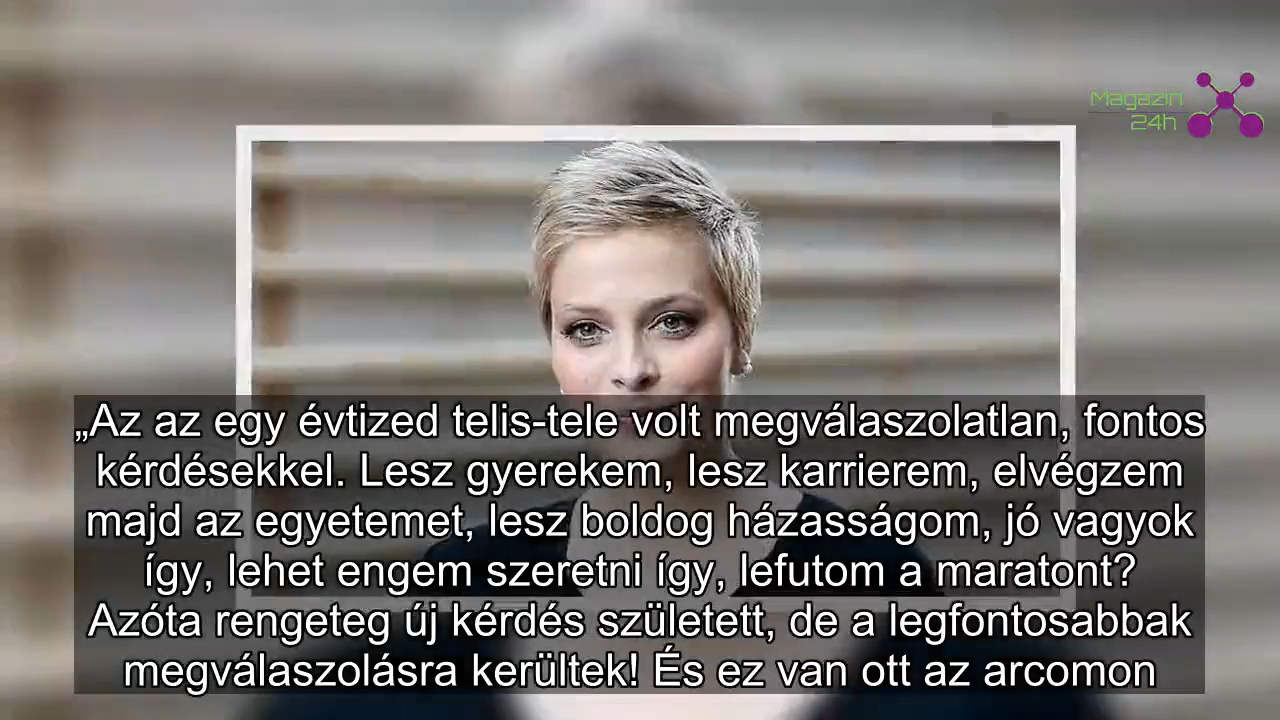 Magazin
24h
„Az az egy évtized telis-tele volt megválaszolatlan, fontos
kérdésekkel. Lesz gyerekem, lesz karrierem, elvégzem
majd az egyetemet, lesz boldog házasságom, jó vagyok
így, lehet engem szeretni így, lefutom a maratont?
Azóta rengeteg új kérdés született, de a legfontosabbak
megválaszolásra kerültek! És ez van ott az arcomon